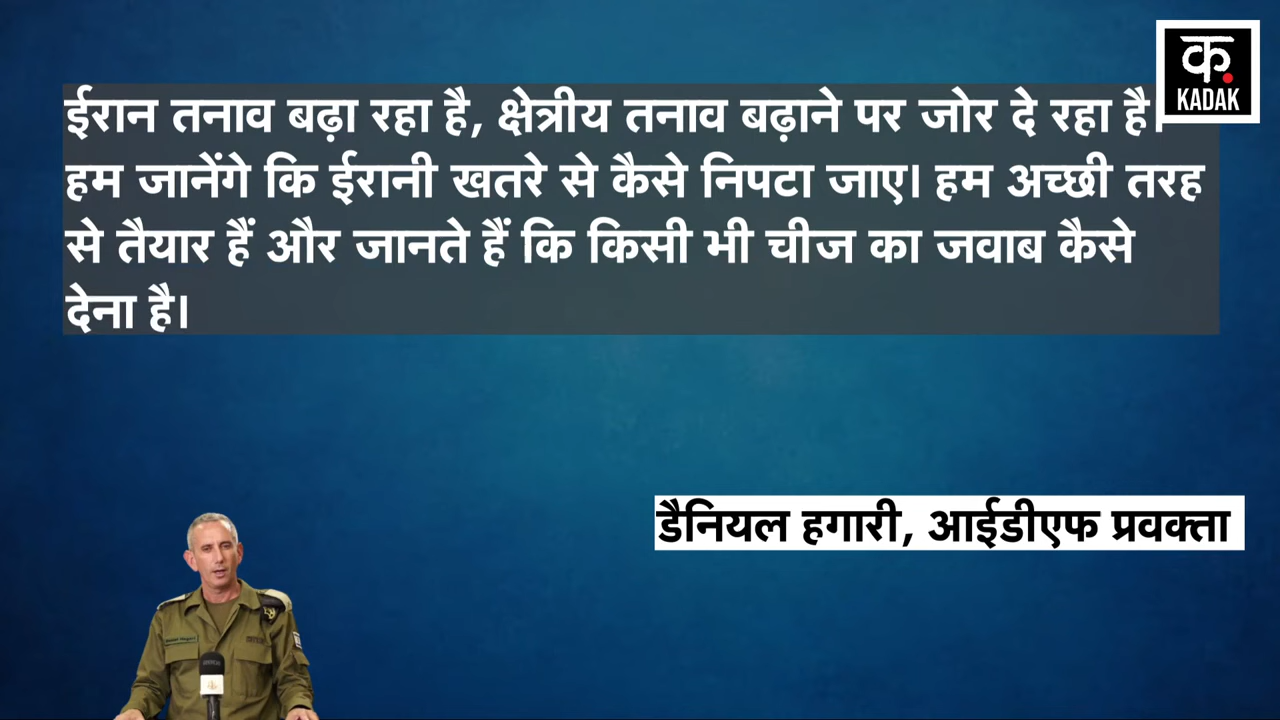 ईरान तनाव बढ़ा रहा है, क्षेत्रीय तनाव बढ़ाने पर जोर दे रहा है।
हम जानेंगे कि ईरानी खतरे से कैसे निपटा जाए। हम अच्छी तरह
से तैयार हैं और जानते हैं कि किसी भी चीज का जवाब कैसे
देना है।
क
KADAK
डैनियल हगारी, आईडीएफ प्रवक्ता